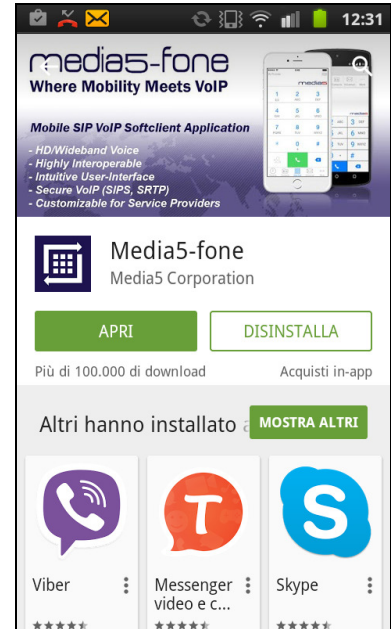 12:31
media5-fone
Where Mobility Meets VoIP
Mobile SIP VoIP Softclient Application
- HD/Wideband Voice
- Highly Interoperable
- Intuitive User-Interface
- Secure VoIP (SIPS, SRTP)
- Customizable for Service Providers
Media5-fone
Media5 Corporation
APRI
DISINSTALLA
Più di 100.000 di download
Acquisti in-app
Altri hanno installato
MOSTRA ALTRI
Viber
Messenger
video e c...
Skype